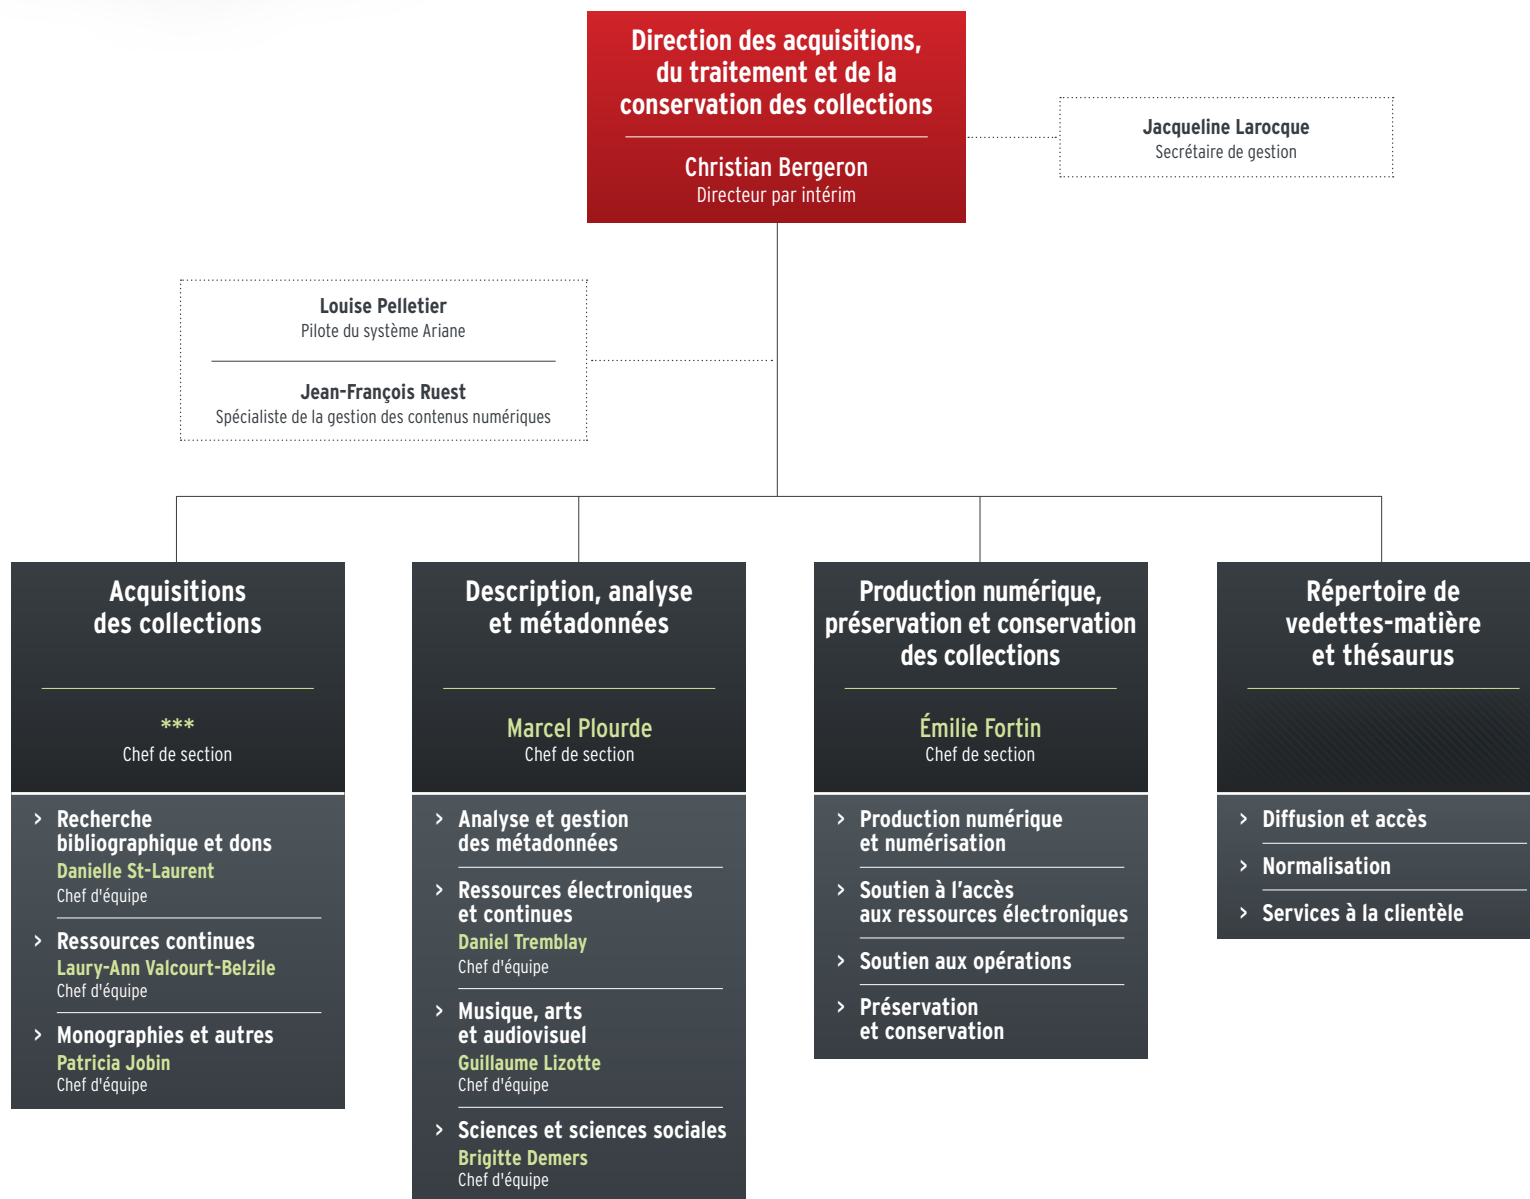 Direction des acquisitions,
du traitement et de la
conservation des collections
Christian Bergeron
Directeur par intérim
Jacqueline Larocque
Secrétaire de gestion
Louise Pelletier
Pilote du système Ariane
Jean-François Ruest
Spécialiste de la gestion des contenus numériques
Acquisitions
des collections
***
Chef de section
> Recherche
bibliographique et dons
Danielle St-Laurent
Chef d'équipe
> Ressources continues
Laury-Ann Valcourt-Belzile
Chef d'équipe
> Monographies et autres
Patricia Jobin
Chef d'équipe
Description, analyse
et métadonnées
Marcel Plourde
Chef de section
> Analyse et gestion
des métadonnées
> Ressources électroniques
et continues
Daniel Tremblay
Chef d'équipe
> Musique, arts
et audiovisuel
Guillaume Lizotte
Chef d'équipe
> Sciences et sciences sociales
Brigitte Demers
Chef d'équipe
Production numérique,
préservation et conservation
des collections
Émilie Fortin
Chef de section
> Production numérique
et numérisation
> Soutien à l’accès
aux ressources électroniques
> Soutien aux opérations
> Préservation
et conservation
Répertoire de
vedettes-matière
et thésaurus
> Diffusion et accès
> Normalisation
> Services à la clientèle